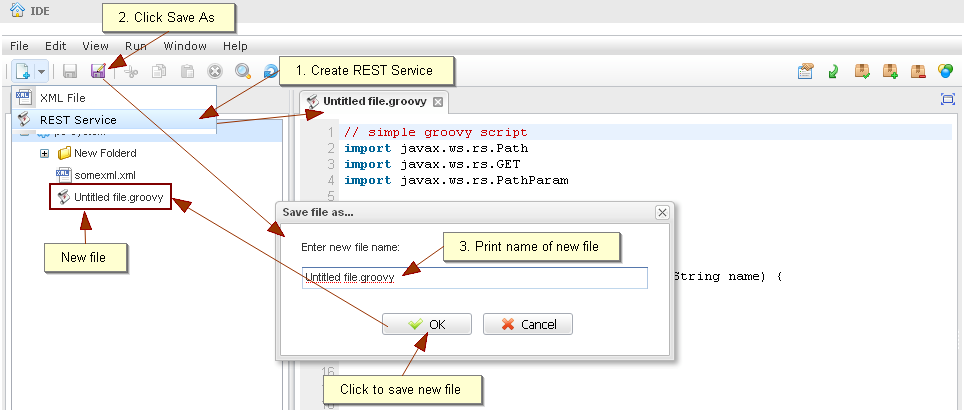 IDE
2. Click Save As
File Edit View Run Window Help
1. Create REST Service
XML File
REST Service
Untitled file.groovy
New Folderd
somexml.xml
Untitled file.groovy
New file
1 // simple groovy script
2 import javax.ws.rs.Path
3 import javax.ws.rs.GET
4 import javax.ws.rs.PathParam
5
String name) {
16
Save file as...
Enter new file name:
3. Print name of new file
Untitled file.groovy
OK
Cancel
Click to save new file